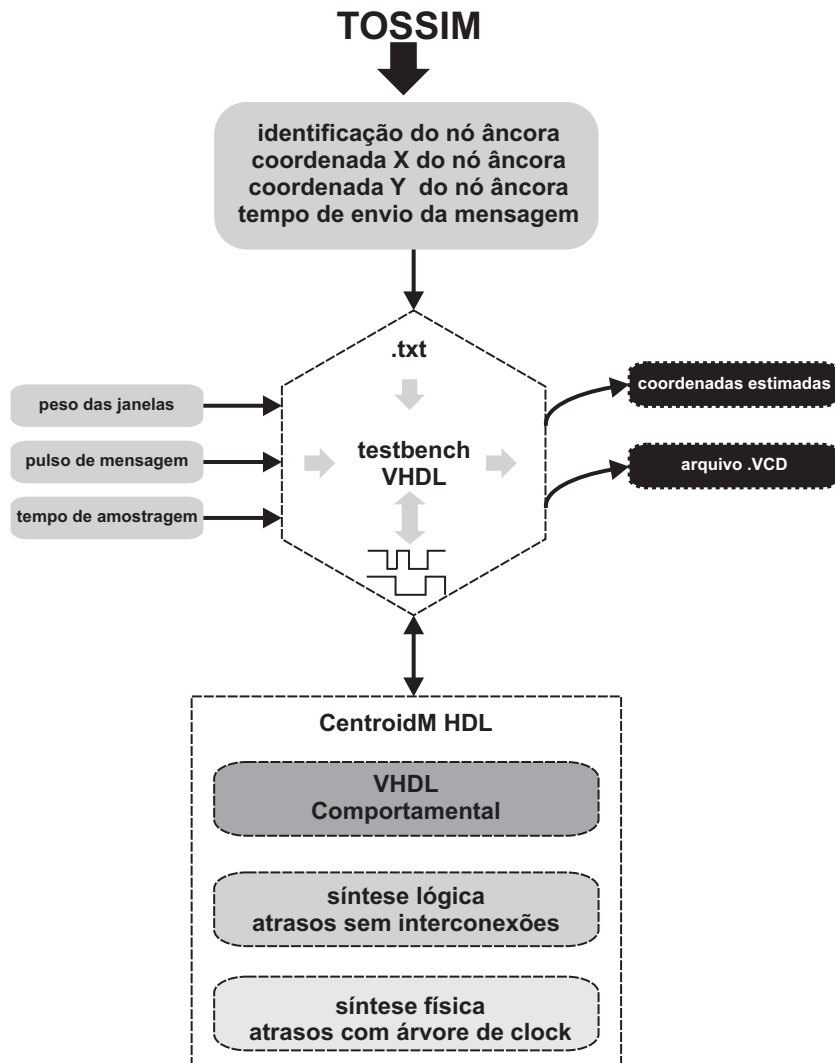 TOSSIM
identificação do nó âncora
coordenada X do nó âncora
coordenada Y do nó âncora
tempo de envio da mensagem
.txt
peso das janelas
pulso de mensagem
tempo de amostragem
testbench
VHDL
coordenadas estimadas
arquivo .VCD
CentroidM HDL
VHDL
Comportamental
síntese lógica
atrasos sem interconexões
síntese física
atrasos com árvore de clock